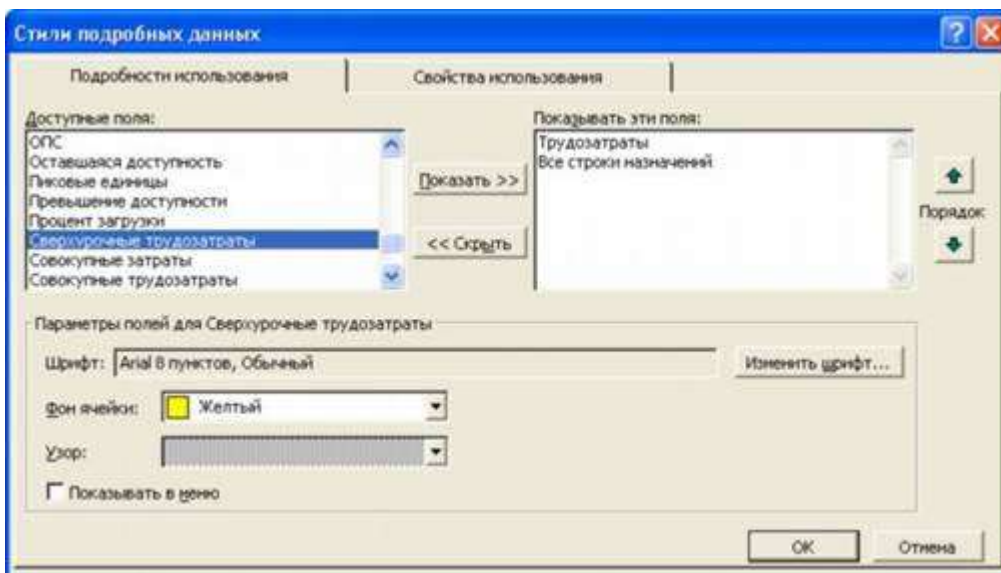 Стили подробных данных
Подробности использования
Свойства использования
Доступные поля:
ОПС
Оставшаяся доступность
Пиковые единицы
Превышение доступности
Процент загрузки
Сверхурочные трудозатраты
Совокупные затраты
Совокупные трудозатраты
Показать >>
<< Скрыть
Показывать эти поля:
Трудозатраты
Все строки назначений
Порядок
Параметры полей для Сверхурочные трудозатраты
Шрифт: Arial 8 пунктов, Обычный
Изменить шрифт...
Фон ячейки: Желтый
Узор:
Показывать в меню
ОК
Отмена